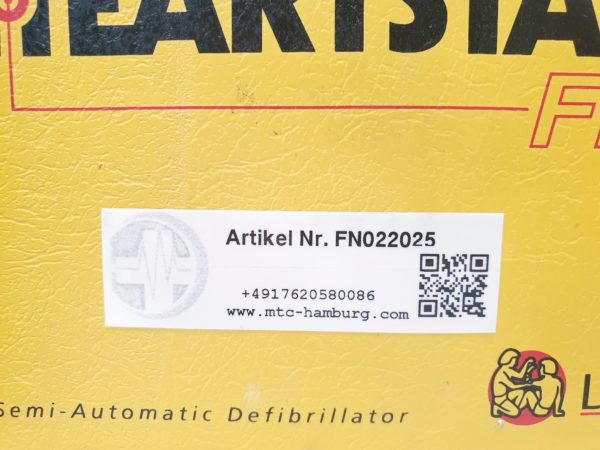 HEARTSTA
F
Artikel Nr. FN022025
+4917620580086
www.mtc-hamburg.com
Semi-Automatic Defibrillator
L